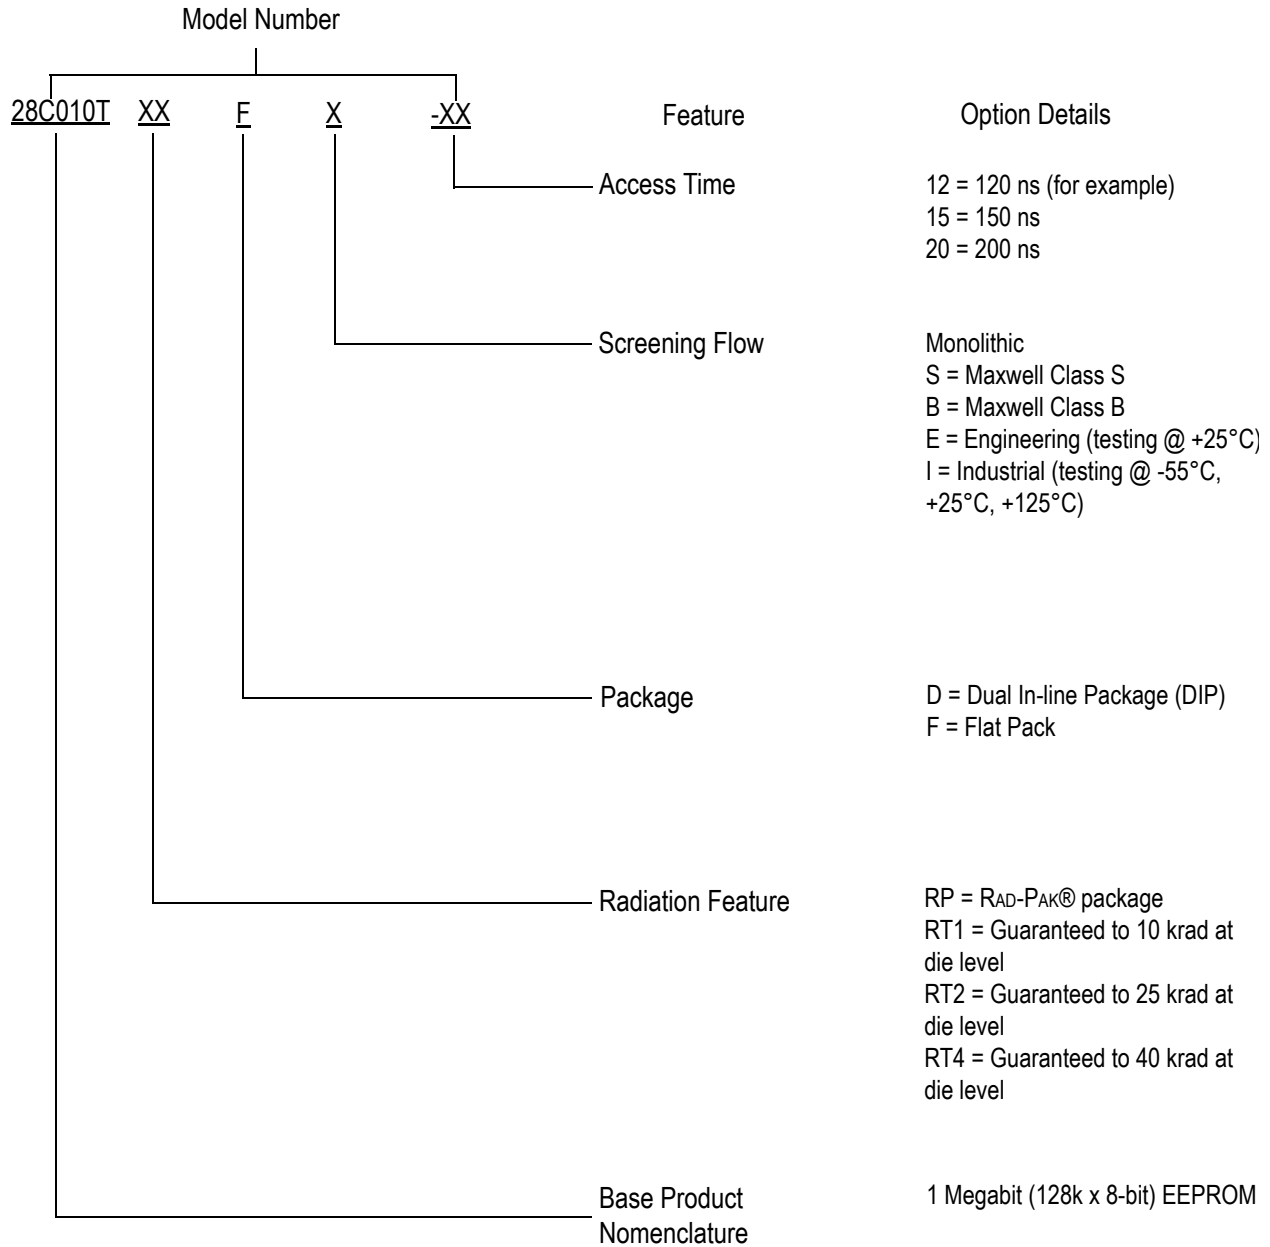 Model Number
28C010T XX F X -XX Feature Option Details
Access Time 12 = 120 ns (for example)
15 = 150 ns
20 = 200 ns
Screening Flow Monolithic
S = Maxwell Class S
B = Maxwell Class B
E = Engineering (testing @ +25°C)
I = Industrial (testing @ -55°C,
+25°C, +125°C)
Package D = Dual In-line Package (DIP)
F = Flat Pack
Radiation Feature RP = RAD-PAK® package
RT1 = Guaranteed to 10 krad at
die level
RT2 = Guaranteed to 25 krad at
die level
RT4 = Guaranteed to 40 krad at
die level
Base Product 1 Megabit (128k x 8-bit) EEPROM
Nomenclature